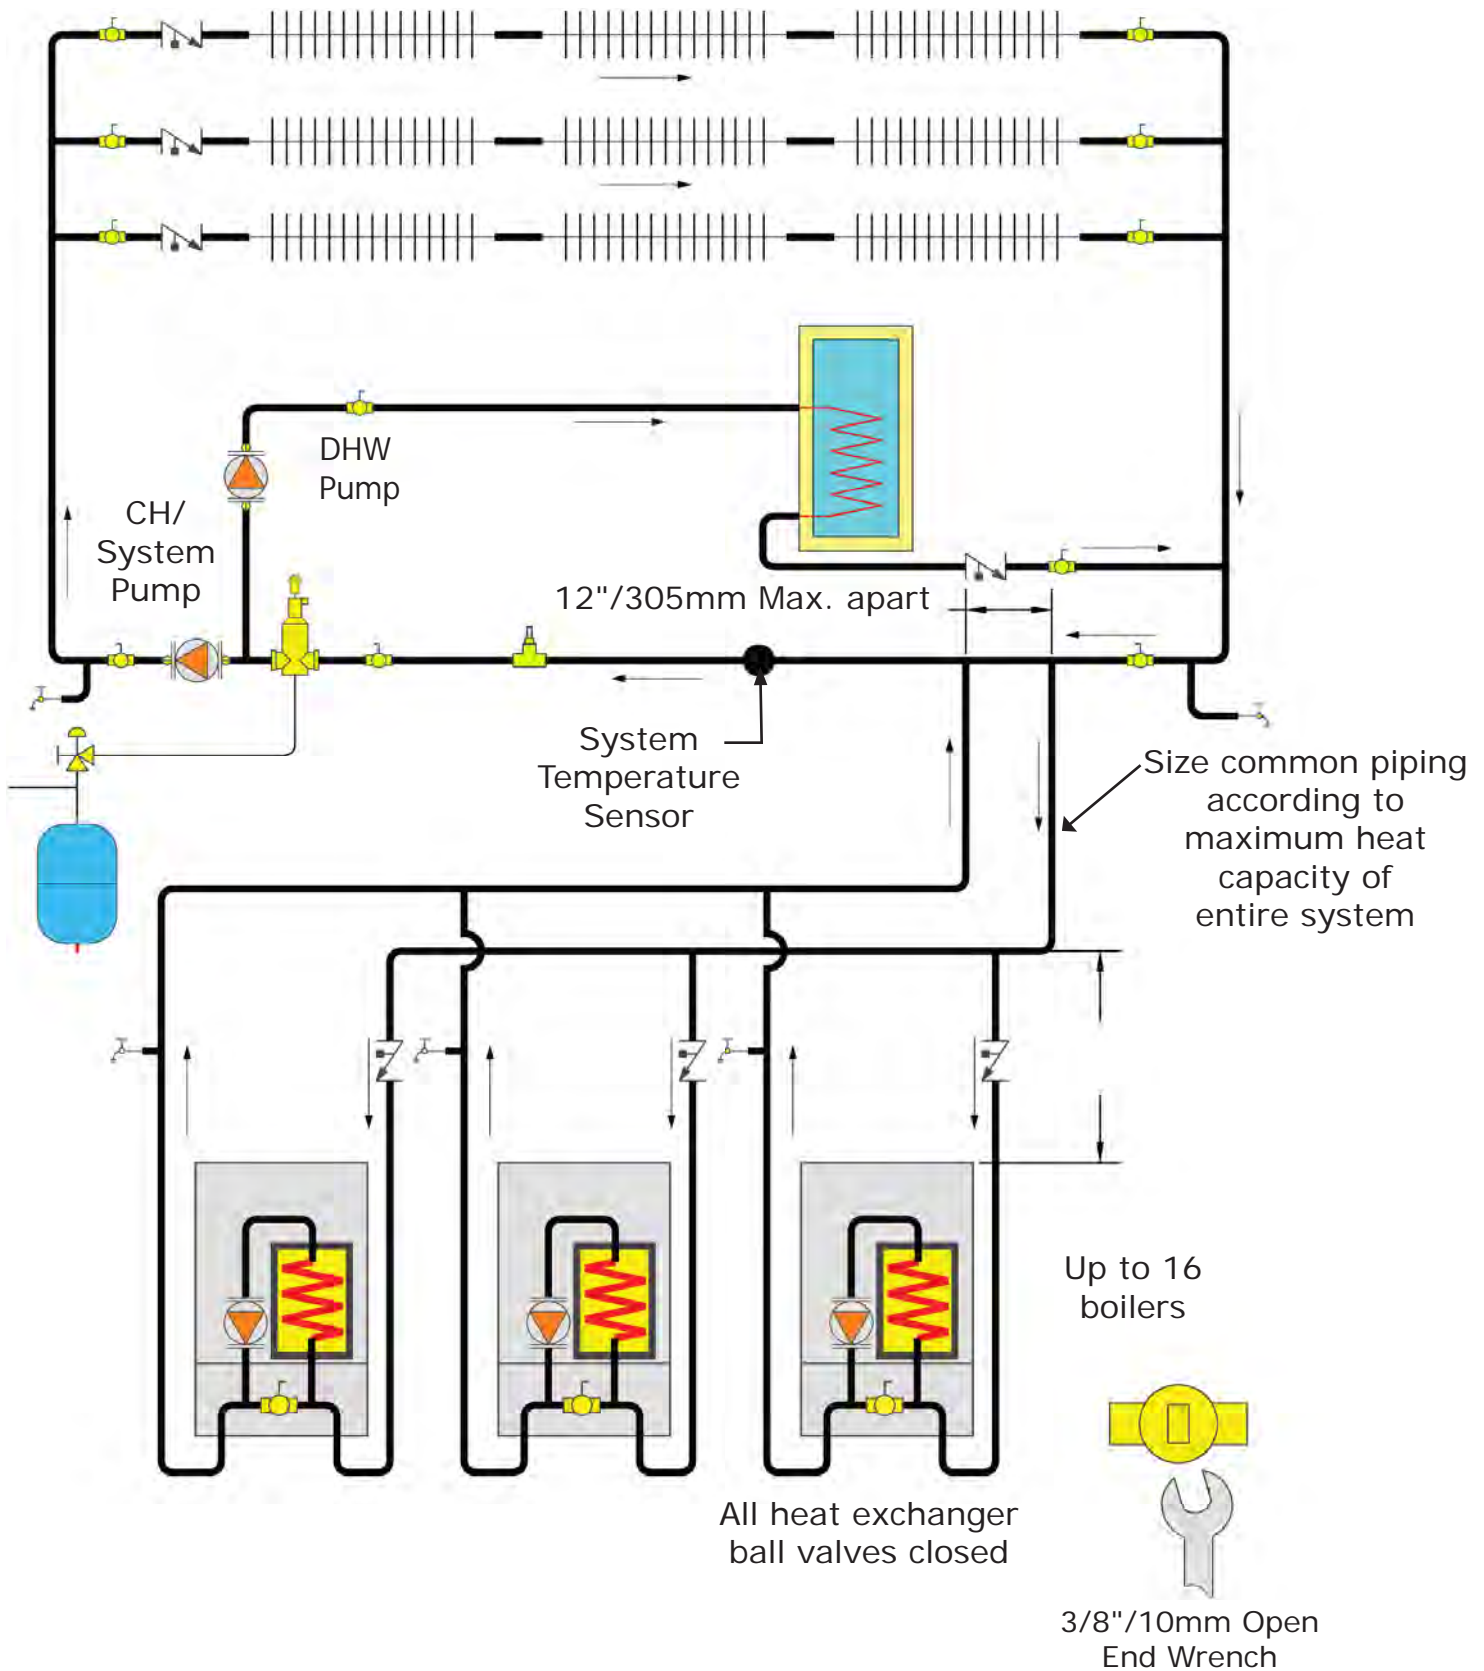 DHW
Pump
CH/
System
Pump
12"/305mm Max. apart
System
Temperature
Sensor
Size common piping
according to
maximum heat
capacity of
entire system
Up to 16
boilers
All heat exchanger
ball valves closed
3/8"/10mm Open
End Wrench